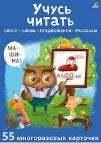 Учусь
читать
СЛОГИ • СЛОВА • ПРЕДЛОЖЕНИЯ • РАССКАЗЫ
МА-
ШИ-
НА!
55 многоразовых карточек